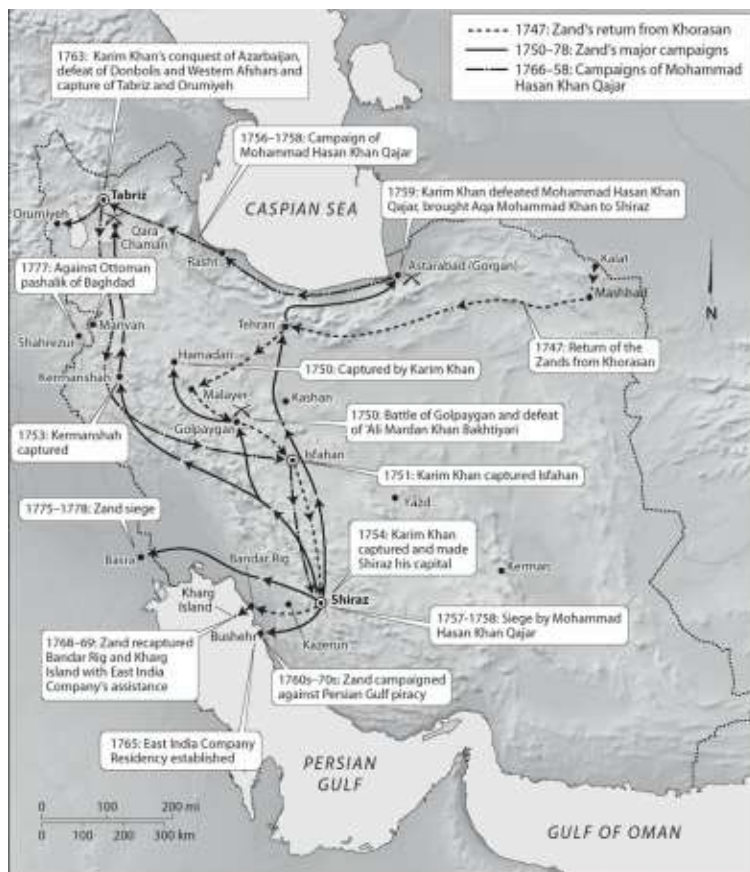 1747: Zand's return from Khorasan
1750–78: Zand's major campaigns
1766–58: Campaigns of Mohammad
Hasan Khan Qajar
1763: Karim Khan's conquest of Azarbaijan,
defeat of Donbolis and Western Afshars and
capture of Tabriz and Orumiyeh
1756–1758: Campaign of
Mohammad Hasan Khan Qajar
CASPIAN SEA
1759: Karim Khan defeated Mohammad Hasan Khan
Qajar, brought Aqa Mohammad Khan to Shiraz
Tabriz
Orumiyeh
Qara
Chaman
Rasht
Astarabad (Gorgan)
Kalat
Mashhad
N
1777: Against Ottoman
pashalik of Baghdad
Marivan
Shahrezur
Tehran
1747: Return of the
Zands from Khorasan
Hamadan
1750: Captured by Karim Khan
Kermanshah
Malayer
Kashan
Golpaygan
1750: Battle of Golpaygan and defeat
of 'Ali Mardan Khan Bakhtiyari
1753: Kermanshah
captured
Isfahan
1751: Karim Khan captured Isfahan
Yazd
1775–1778: Zand siege
1754: Karim Khan
captured and made
Shiraz his capital
Basra
Bandar Rig
Kerman
Kharg
Island
Shiraz
1757-1758: Siege by Mohammad
Hasan Khan Qajar
Bushehr
Kazerun
1768–69: Zand recaptured
Bandar Rig and Kharg
Island with East India
Company's assistance
1760s–70s: Zand campaigned
against Persian Gulf piracy
1765: East India Company
Residency established
PERSIAN
GULF
GULF OF OMAN
0 100 200 mi
0 100 200 300 km